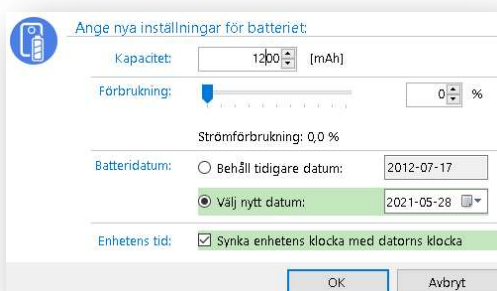 Ange nya inställningar för batteriet:
Kapacitet: 1200 [mAh]
Förbrukning: 0 %
Strömförbrukning: 0,0 %
Batteridatum: Behåll tidigare datum: 2012-07-17
Välj nytt datum: 2021-05-28
Enhetens tid: Synka enhetens klocka med datorns klocka
OK Avbryt